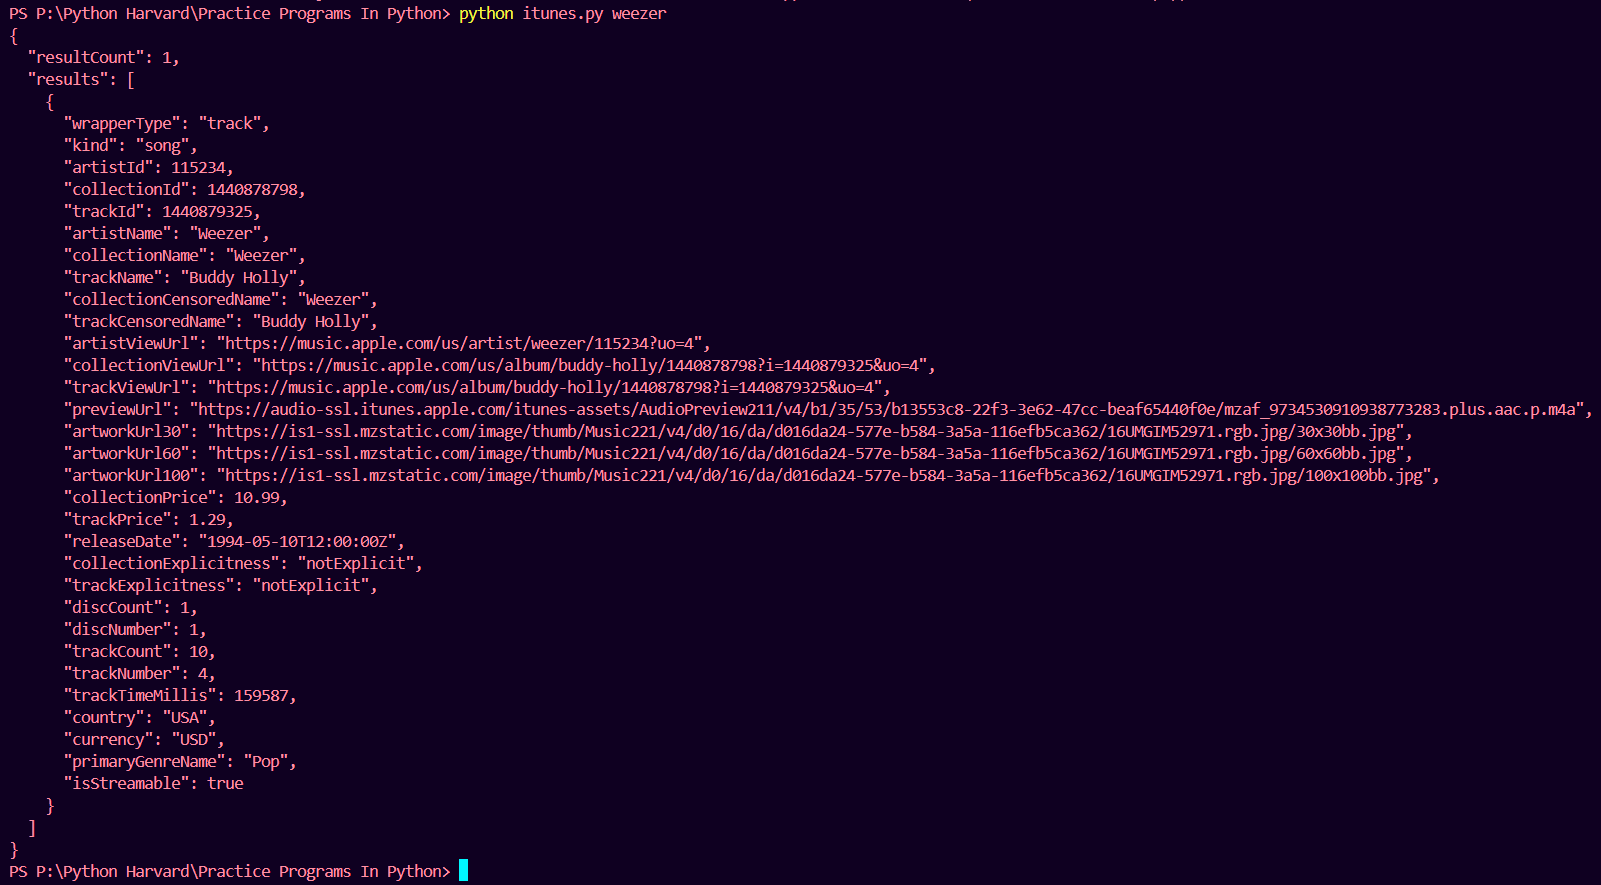 PS P:\Python Harvard\Practice Programs In Python> python itunes.py weezer
{
  "resultCount": 1,
  "results": [
    {
      "wrapperType": "track",
      "kind": "song",
      "artistId": 115234,
      "collectionId": 1440878798,
      "trackId": 1440879325,
      "artistName": "Weezer",
      "collectionName": "Weezer",
      "trackName": "Buddy Holly",
      "collectionCensoredName": "Weezer",
      "trackCensoredName": "Buddy Holly",
      "artistViewUrl": "https://music.apple.com/us/artist/weezer/115234?uo=4",
      "collectionViewUrl": "https://music.apple.com/us/album/buddy-holly/1440878798?i=1440879325&uo=4",
      "trackViewUrl": "https://music.apple.com/us/album/buddy-holly/1440878798?i=1440879325&uo=4",
      "previewUrl": "https://audio-ssl.itunes.apple.com/itunes-assets/AudioPreview211/v4/b1/35/53/b13553c8-22f3-3e62-47cc-beaf65440f0e/mzaf_9734530910938773283.plus.aac.p.m4a",
      "artworkUrl30": "https://is1-ssl.mzstatic.com/image/thumb/Music221/v4/d0/16/da/d016da24-577e-b584-3a5a-116efb5ca362/16UMGIM52971.rgb.jpg/30x30bb.jpg",
      "artworkUrl60": "https://is1-ssl.mzstatic.com/image/thumb/Music221/v4/d0/16/da/d016da24-577e-b584-3a5a-116efb5ca362/16UMGIM52971.rgb.jpg/60x60bb.jpg",
      "artworkUrl100": "https://is1-ssl.mzstatic.com/image/thumb/Music221/v4/d0/16/da/d016da24-577e-b584-3a5a-116efb5ca362/16UMGIM52971.rgb.jpg/100x100bb.jpg",
      "collectionPrice": 10.99,
      "trackPrice": 1.29,
      "releaseDate": "1994-05-10T12:00:00Z",
      "collectionExplicitness": "notExplicit",
      "trackExplicitness": "notExplicit",
      "discCount": 1,
      "discNumber": 1,
      "trackCount": 10,
      "trackNumber": 4,
      "trackTimeMillis": 159587,
      "country": "USA",
      "currency": "USD",
      "primaryGenreName": "Pop",
      "isStreamable": true
    }
  ]
}
PS P:\Python Harvard\Practice Programs In Python>